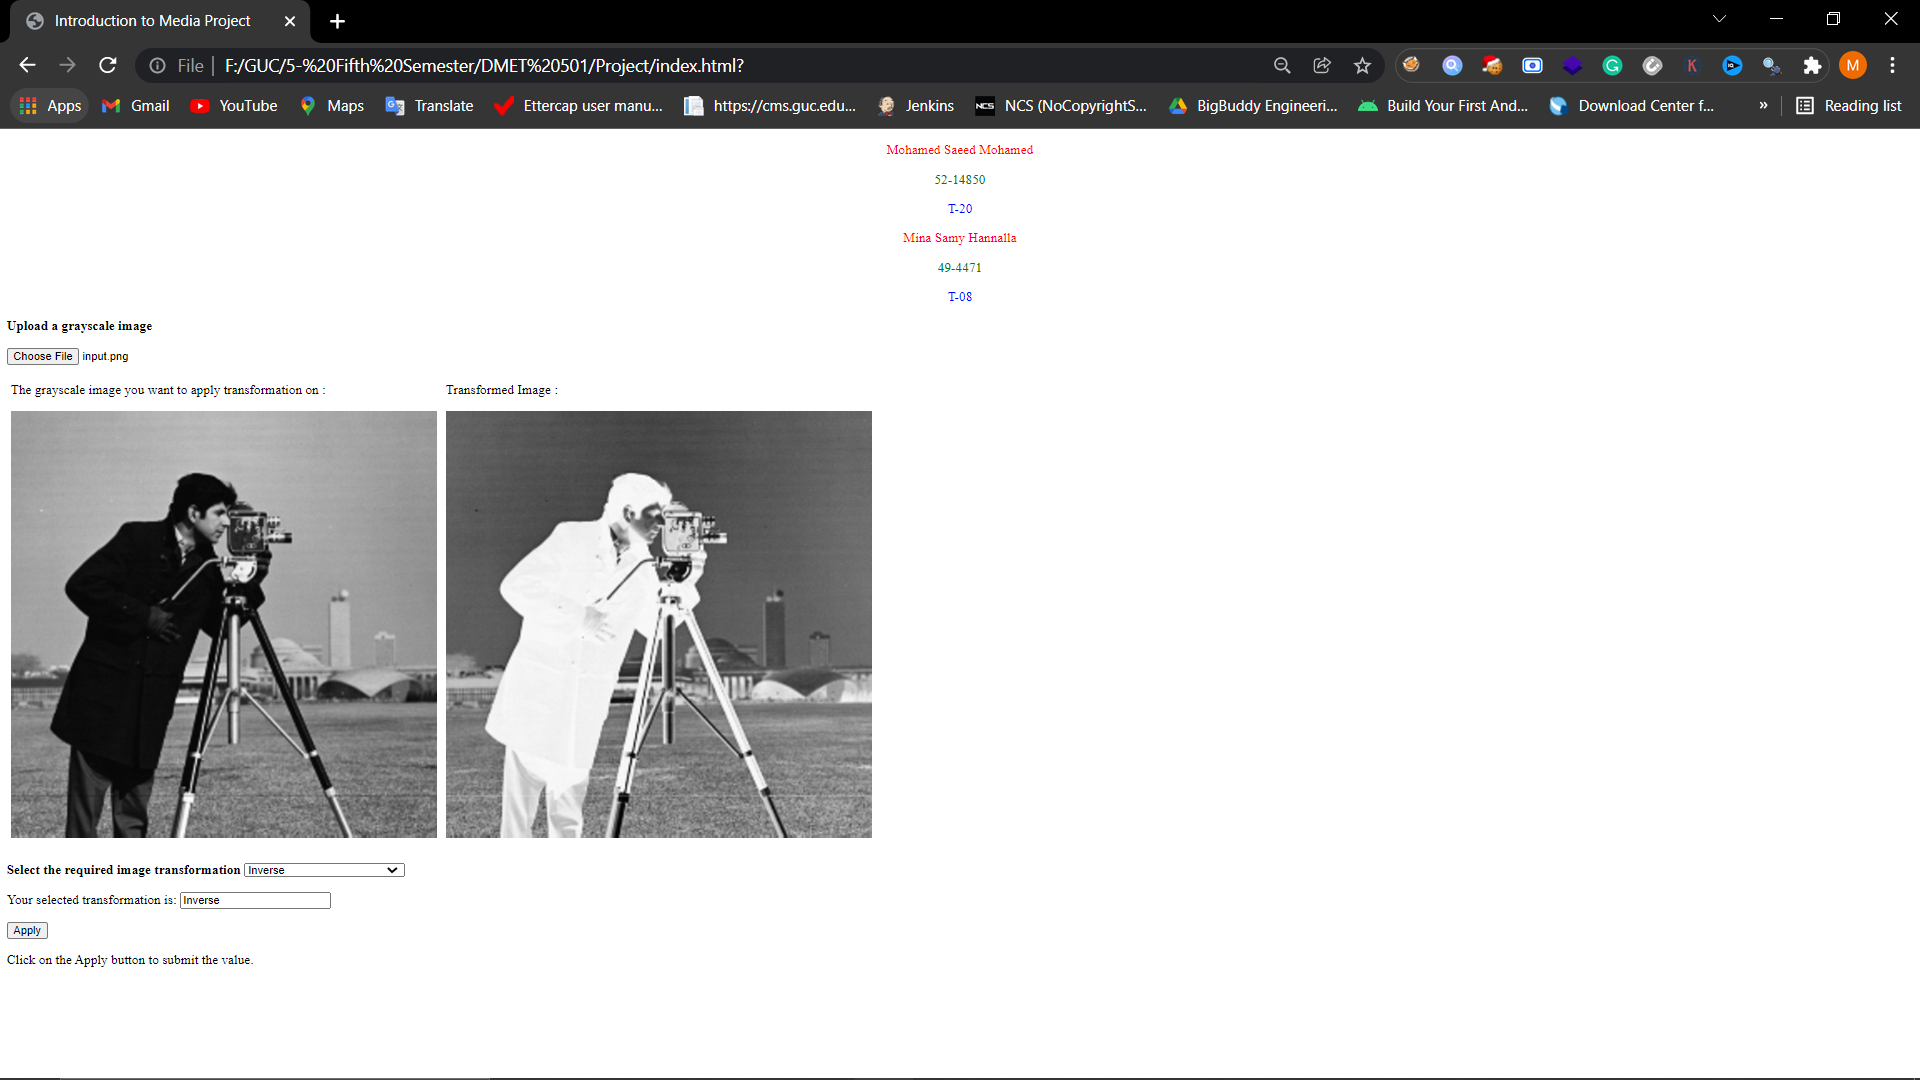 Introduction to Media Project
File | F:/GUC/5-%20Fifth%20Semester/DMET%20501/Project/index.html?
M
Apps Gmail YouTube Maps Translate Ettercap user manu... https://cms.guc.edu... Jenkins NCS NCS (NoCopyrightS... BigBuddy Engineeri... Build Your First And... Download Center f... » Reading list
Mohamed Saeed Mohamed
52-14850
T-20
Mina Samy Hannalla
49-4471
T-08
Upload a grayscale image
Choose File input.png
The grayscale image you want to apply transformation on : Transformed Image :
Select the required image transformation Inverse
Your selected transformation is: Inverse
Apply
Click on the Apply button to submit the value.